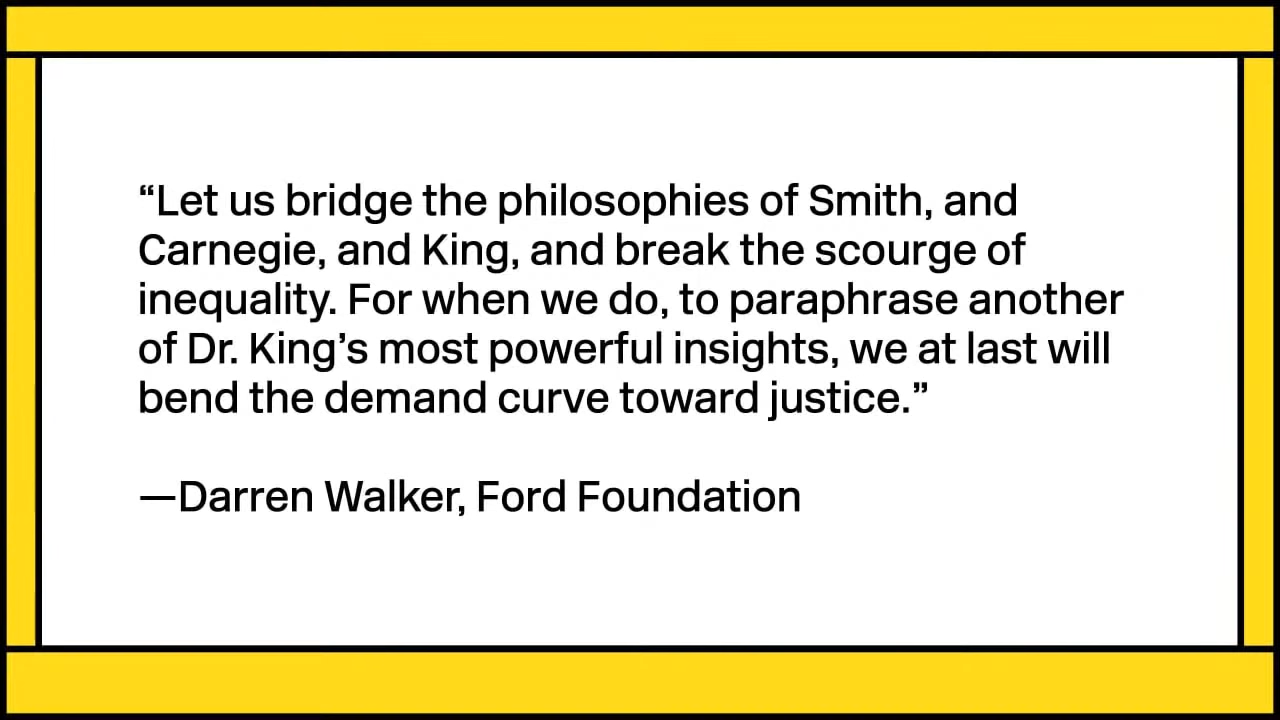 “Let us bridge the philosophies of Smith, and
Carnegie, and King, and break the scourge of
inequality. For when we do, to paraphrase another
of Dr. King’s most powerful insights, we at last will
bend the demand curve toward justice.”
—Darren Walker, Ford Foundation